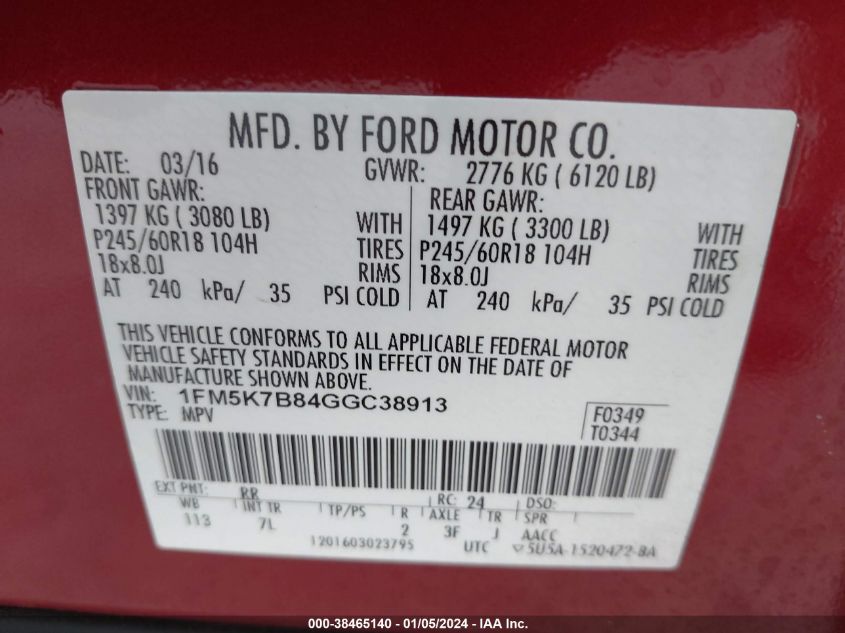 MFD. BY FORD MOTOR CO.
DATE: 03/16 GVWR: 2776 KG ( 6120 LB)
FRONT GAWR: REAR GAWR:
1397 KG ( 3080 LB) WITH 1497 KG ( 3300 LB) WITH
P245/60R18 104H TIRES P245/60R18 104H TIRES
18x8.0J RIMS 18x8.0J RIMS
AT 240 kPa/ 35 PSI COLD AT 240 kPa/ 35 PSI COLD
THIS VEHICLE CONFORMS TO ALL APPLICABLE FEDERAL MOTOR
VEHICLE SAFETY STANDARDS IN EFFECT ON THE DATE OF
MANUFACTURE SHOWN ABOVE.
VIN: 1FM5K7B84GGC38913
TYPE: MPV
F0349
T0344
EXT PNT: RR RC: 24 DSO:
WB INT TR TP/PS R AXLE TR SPR
113 7L 2 3F J AACC
1201603023795 UTC 5U5A-1520472-BA
000-38465140 - 01/05/2024 - IAA Inc.